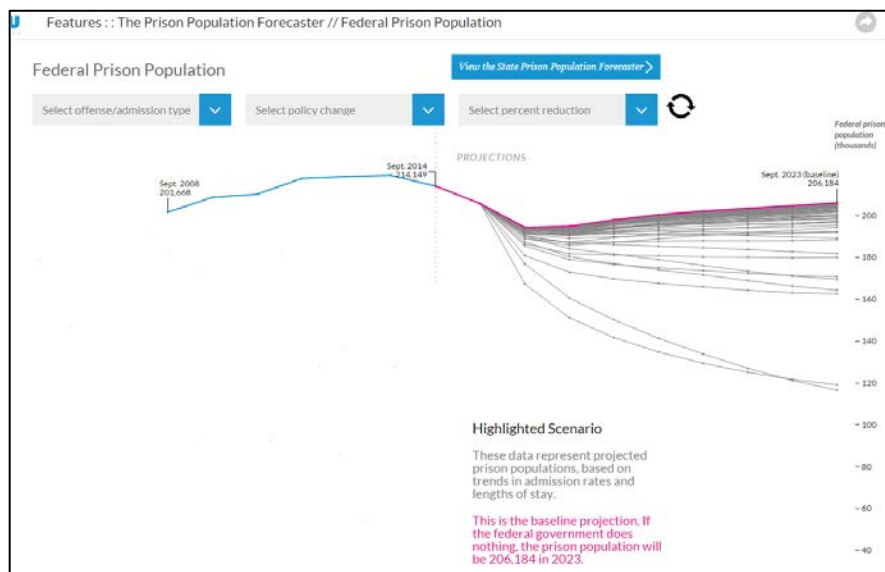 Features :: The Prison Population Forecaster // Federal Prison Population
Federal Prison Population
View the State Prison Population Forecaster
Select offense/admission type
Select policy change
Select percent reduction
Federal prison
population
(thousands)
PROJECTIONS
Sept. 2008
201,668
Sept. 2014
214,149
Sept. 2023 (baseline)
206,184
200
180
160
140
120
100
80
60
40
Highlighted Scenario
These data represent projected
prison populations, based on
trends in admission rates and
lengths of stay.
This is the baseline projection. If
the federal government does
nothing, the prison population will
be 206,184 in 2023.